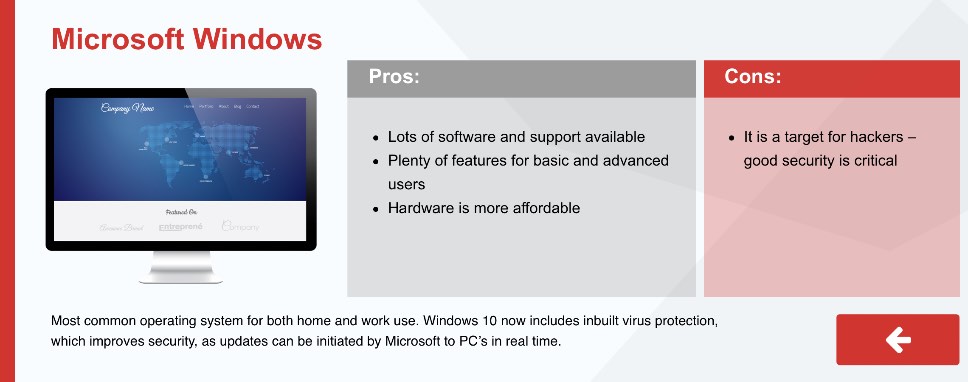 Microsoft Windows
Pros:
Cons:
Company Name
Home Portfolio About Blog Contact
Featured On
Entrepreneur
Company
• Lots of software and support available
• Plenty of features for basic and advanced
users
• Hardware is more affordable
• It is a target for hackers –
good security is critical
Most common operating system for both home and work use. Windows 10 now includes inbuilt virus protection,
which improves security, as updates can be initiated by Microsoft to PC's in real time.